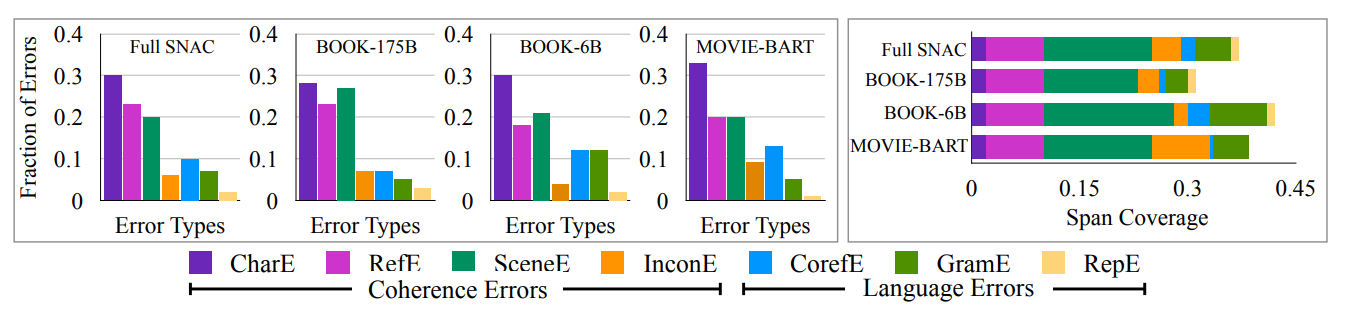 Fraction of Errors
0.4
0.3
0.2
0.1
0
Full SNAC
Error Types
0.4
0.3
0.2
0.1
0
BOOK-175B
Error Types
0.4
0.3
0.2
0.1
0
BOOK-6B
Error Types
0.4
0.3
0.2
0.1
0
MOVIE-BART
Error Types
Full SNAC
BOOK-175B
BOOK-6B
MOVIE-BART
0 0.15 0.3 0.45
Span Coverage
CharE RefE SceneE InconE CorefE GramE RepE
Coherence Errors Language Errors